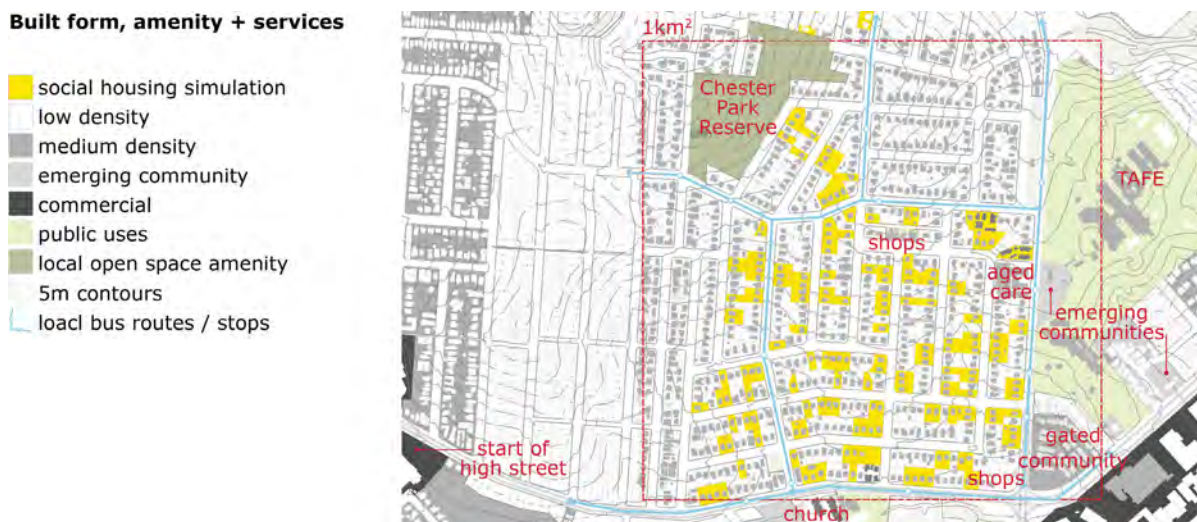 Built form, amenity + services
social housing simulation
low density
medium density
emerging community
commercial
public uses
local open space amenity
5m contours
loacl bus routes / stops
1km²
Chester
Park
Reserve
TAFE
shops
aged
care
emerging
communities
start of
high street
gated
community
shops
church